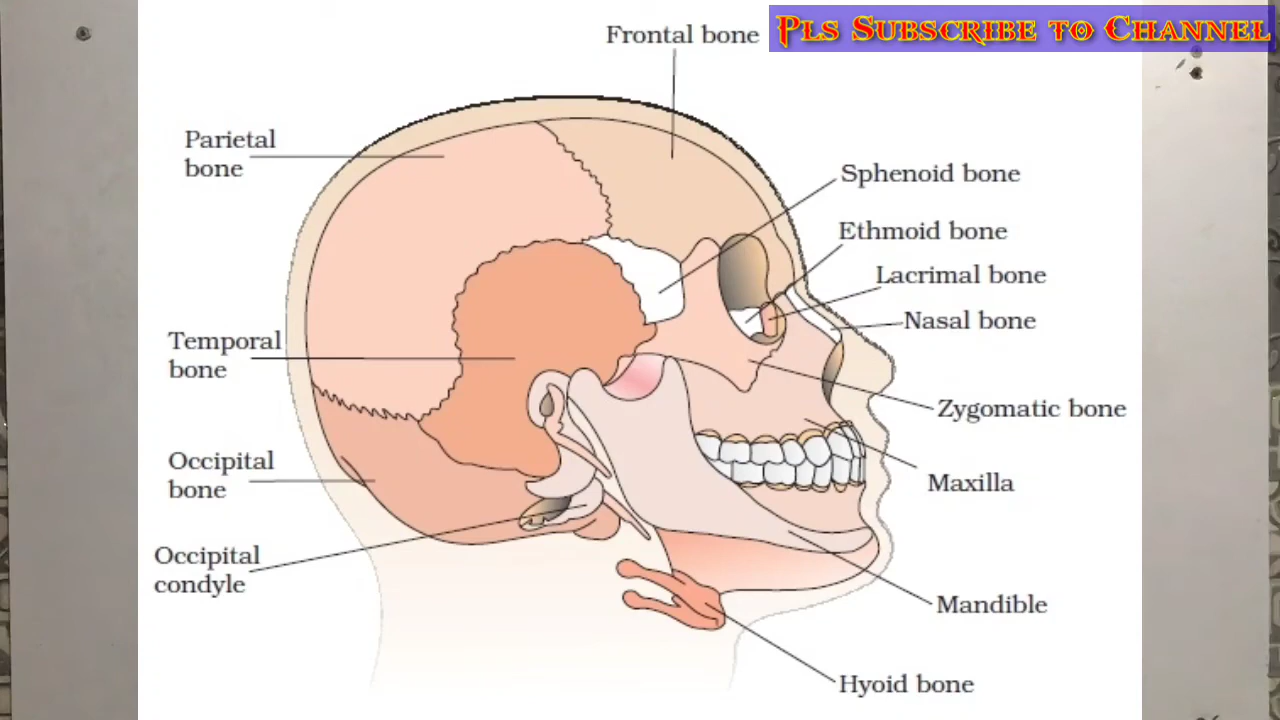 Frontal bone
Pls Subscribe to Channel
Parietal
bone
Sphenoid bone
Ethmoid bone
Lacrimal bone
Nasal bone
Temporal
bone
Zygomatic bone
Occipital
bone
Maxilla
Occipital
condyle
Mandible
Hyoid bone